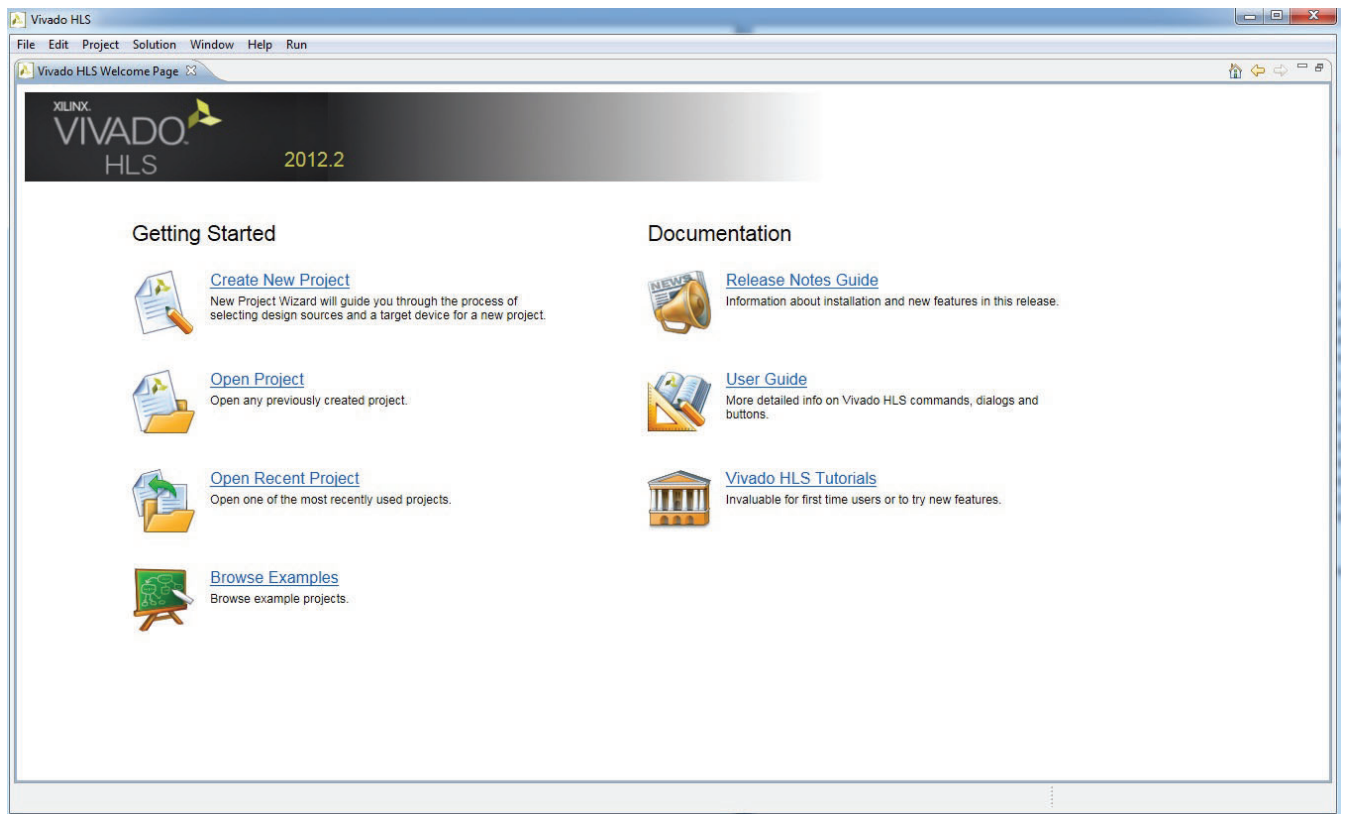 Vivado HLS
File Edit Project Solution Window Help Run
Vivado HLS Welcome Page
XILINX
VIVADO.
HLS
2012.2
Getting Started
Create New Project
New Project Wizard will guide you through the process of
selecting design sources and a target device for a new project.
Open Project
Open any previously created project.
Open Recent Project
Open one of the most recently used projects.
Browse Examples
Browse example projects.
Documentation
NEWS
Release Notes Guide
Information about installation and new features in this release.
User Guide
More detailed info on Vivado HLS commands, dialogs and
buttons.
Vivado HLS Tutorials
Invaluable for first time users or to try new features.